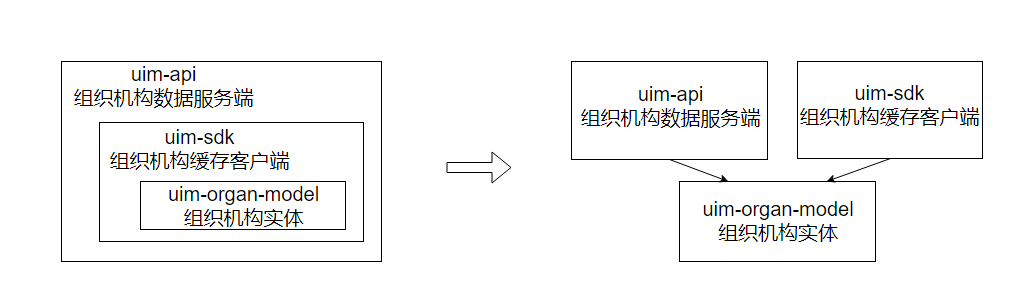 uim-api
组织机构数据服务端
uim-sdk
组织机构缓存客户端
uim-organ-model
组织机构实体
uim-api
组织机构数据服务端
uim-sdk
组织机构缓存客户端
uim-organ-model
组织机构实体